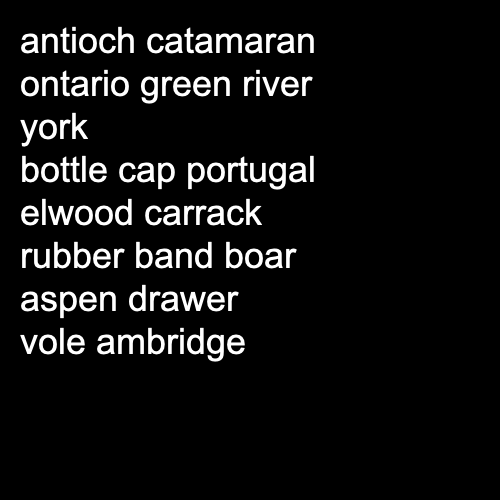 antioch catamaran
ontario green river
york
bottle cap portugal
elwood carrack
rubber band boar
aspen drawer
vole ambridge